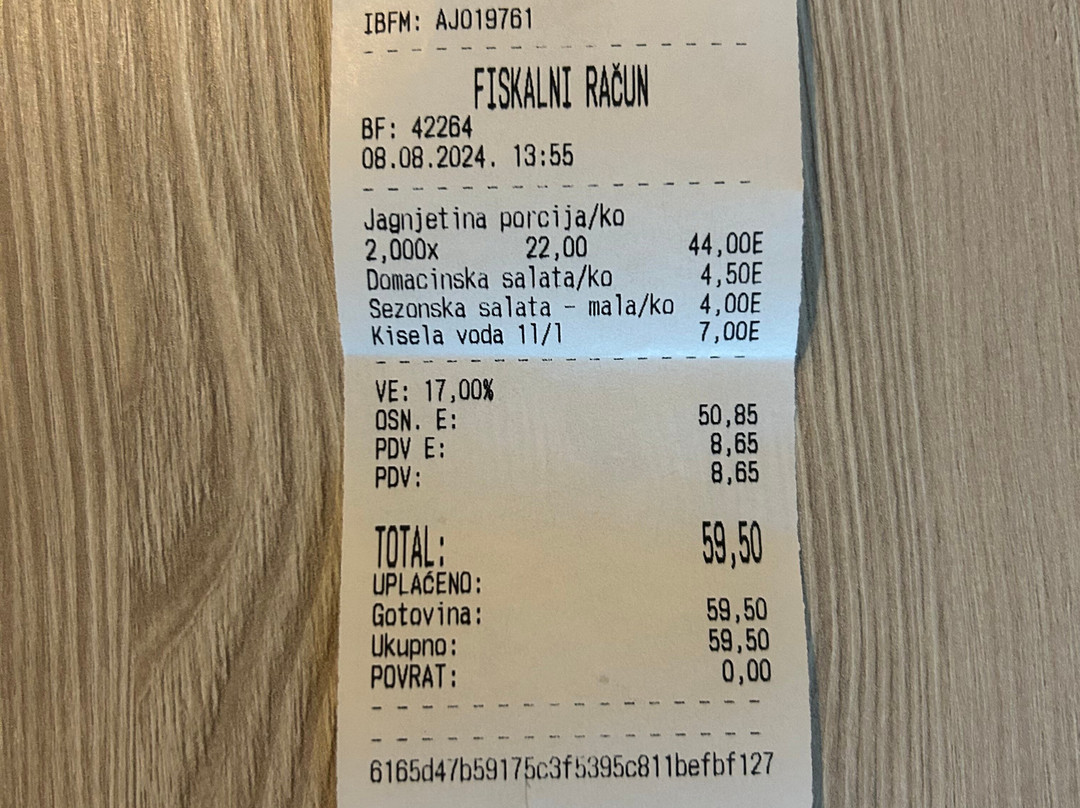 IBFM: AJ019761
FISKALNI RAČUN
BF: 42264
08.08.2024. 13:55
Jagnjetina porcija/ko
2,000x 22,00 44,00E
Domacinska salata/ko 4,50E
Sezonska salata - mala/ko 4,00E
Kisela voda 1l/l 7,00E
VE: 17,00%
OSN. E: 50,85
PDV E: 8,65
PDV: 8,65
TOTAL: 59,50
UPLAĆENO:
Gotovina: 59,50
Ukupno: 59,50
POVRAT: 0,00
6165d47b59175c3f5395c811befbf127